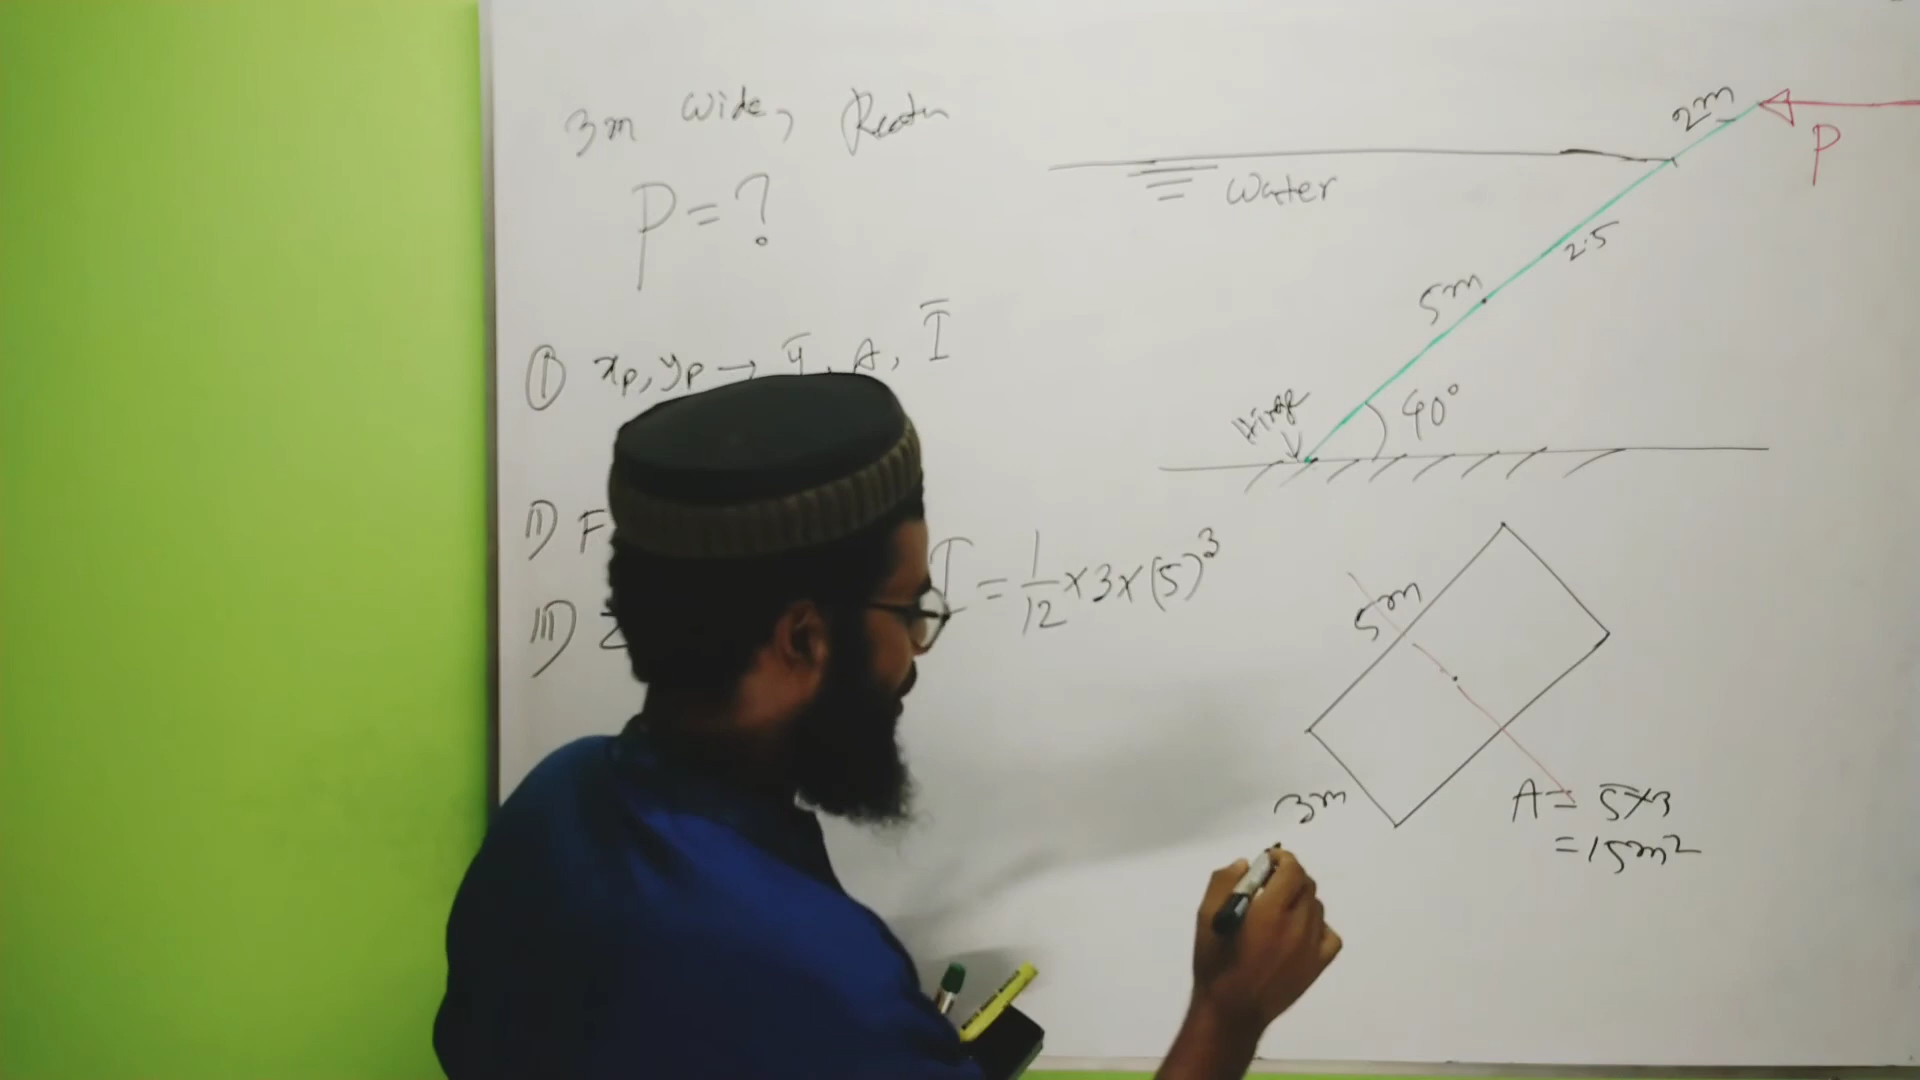 3m wide,
P = ?
① xp, yp → ȳ, A, Ī
II) F
III) Σ
I = 1/12 × 3 × (5)^3
2m
P
Water
2.5
5m
Hinge
40°
5m
3m
A = 5×3
= 15m²